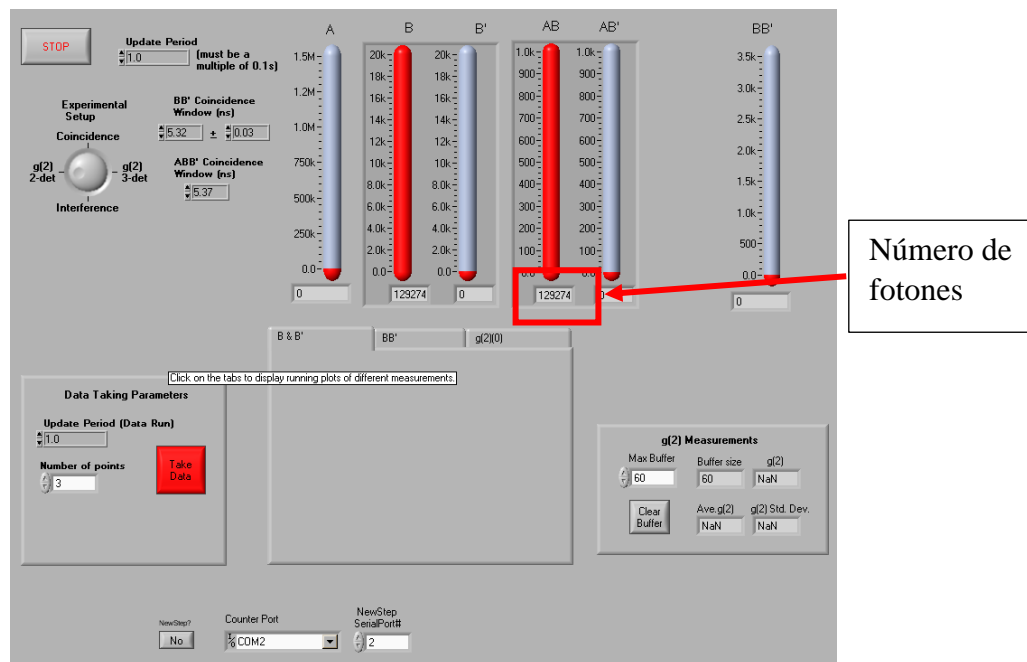 STOP
Update Period
1.0
(must be a
multiple of 0.1s)
Experimental
Setup
Coincidence
g(2)
2-det
g(2)
3-det
Interference
BB' Coincidence
Window (ns)
5.32 ± 0.03
ABB' Coincidence
Window (ns)
5.37
A
1.5M
1.2M
1.0M
750k
500k
250k
0.0
0
B
20k
18k
16k
14k
12k
10k
8.0k
6.0k
4.0k
2.0k
0.0
129274
B'
20k
18k
16k
14k
12k
10k
8.0k
6.0k
4.0k
2.0k
0.0
0
AB
1.0k
900
800
700
600
500
400
300
200
100
0.0
129274
AB'
1.0k
900
800
700
600
500
400
300
200
100
0.0
0
BB'
3.5k
3.0k
2.5k
2.0k
1.5k
1.0k
500
0.0
0
Número de
fotones
B & B' BB' g(2)(0)
Click on the tabs to display running plots of different measurements.
Data Taking Parameters
Update Period (Data Run)
1.0
Number of points
3
Take
Data
g(2) Measurements
Max Buffer
60
Buffer size
60
g(2)
NaN
Clear
Buffer
Ave.g(2)
NaN
g(2) Std. Dev.
NaN
NewStep?
No
Counter Port
I/O COM2
NewStep
SerialPort#
2